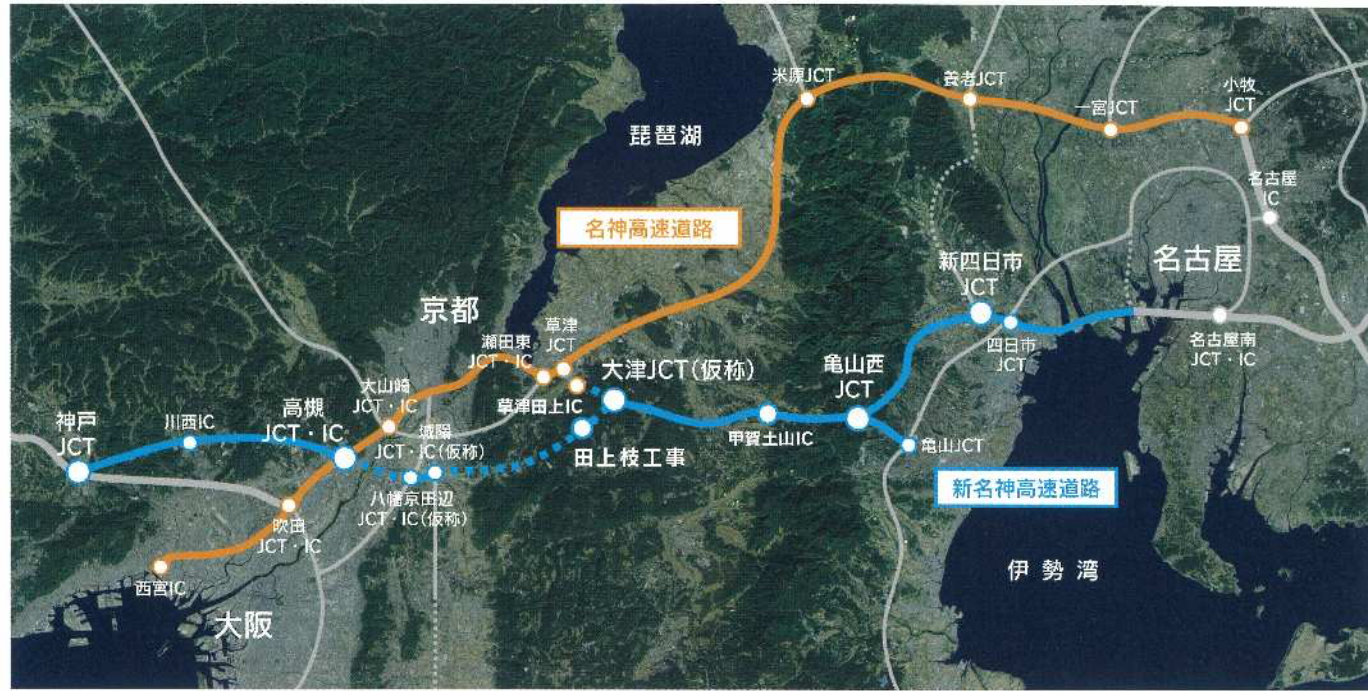 米原JCT
養老JCT
一宮JCT
小牧
JCT
琵琶湖
名古屋
IC
名神高速道路
新四日市
JCT
名古屋
京都
瀬田東
JCT・IC
草津
JCT
四日市
JCT
名古屋南
JCT・IC
大津JCT(仮称)
亀山西
JCT
大山崎
JCT・IC
草津田上IC
神戸
JCT
川西IC
高槻
JCT・IC
城陽
JCT・IC(仮称)
田上枝工事
甲賀土山IC
亀山JCT
新名神高速道路
八幡京田辺
JCT・IC(仮称)
吹田
JCT・IC
西宮IC
伊勢湾
大阪